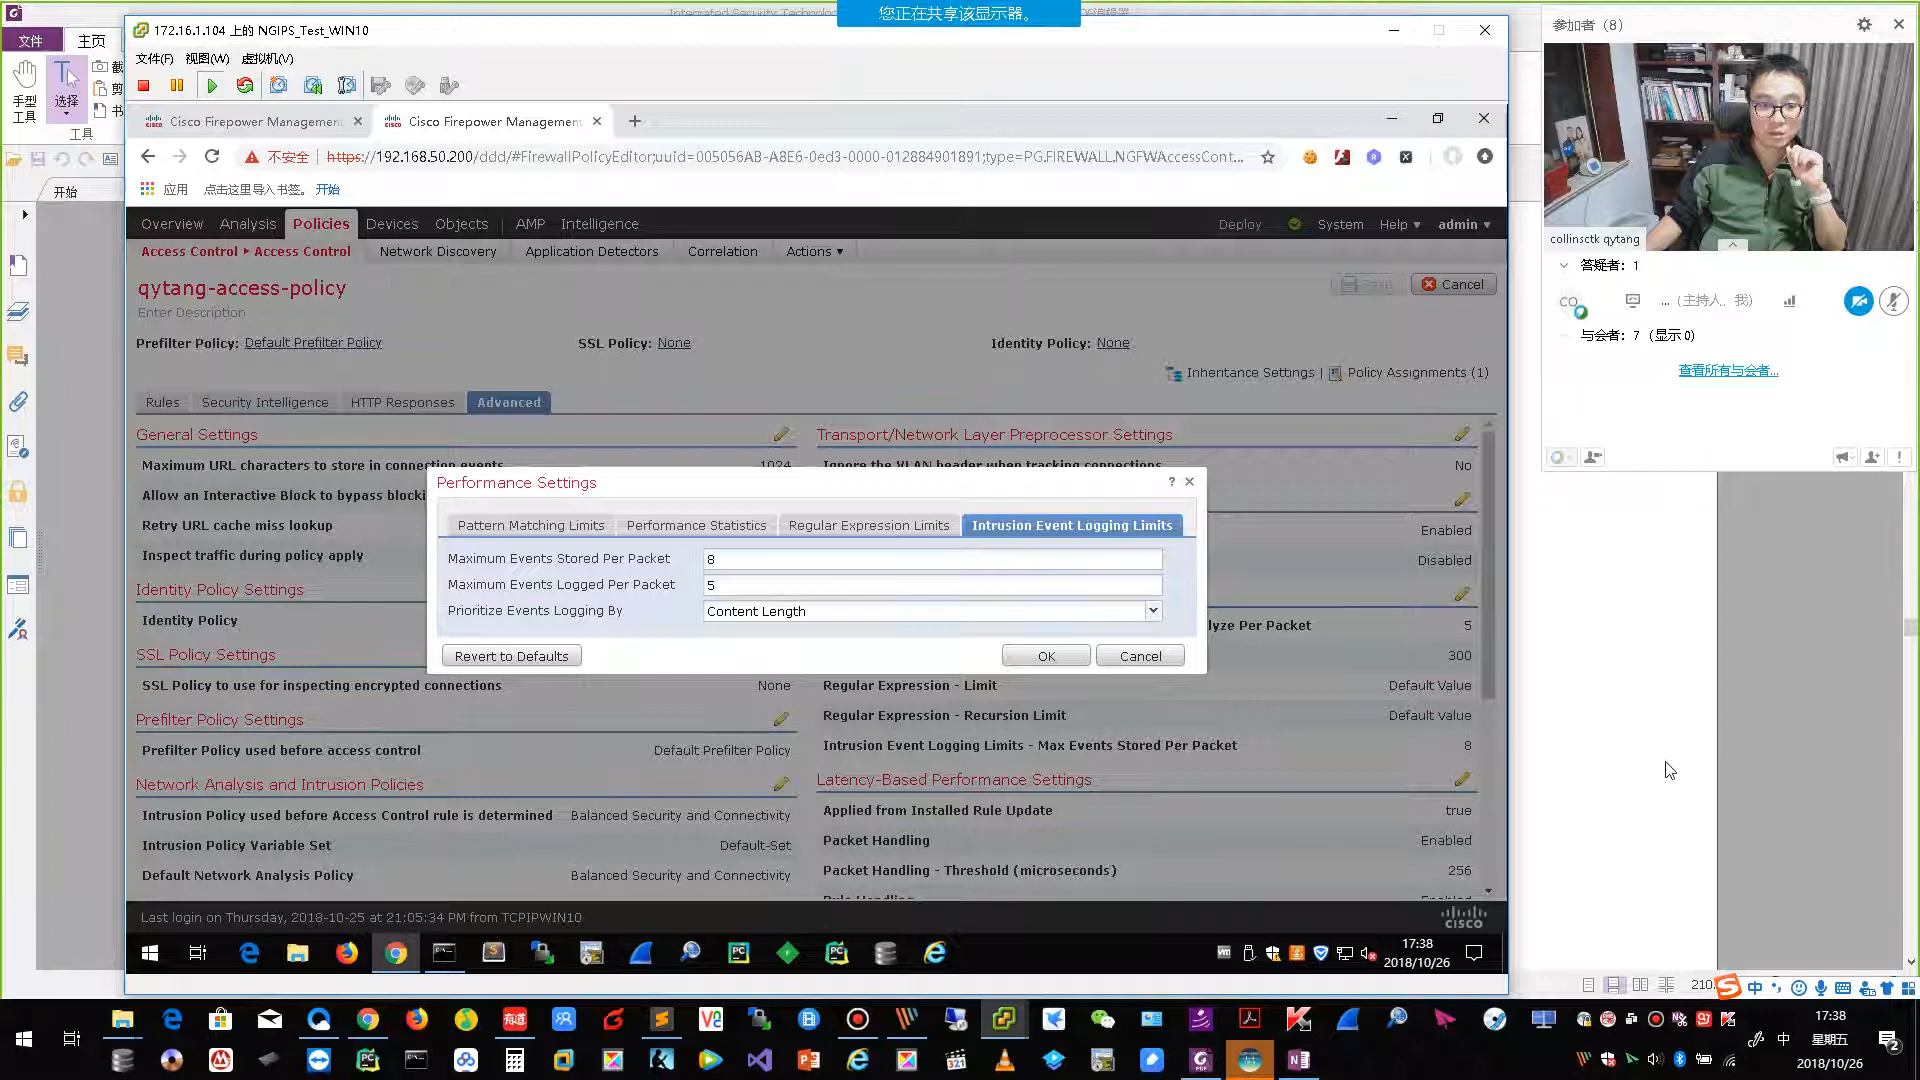 您正在共享该显示器。
文件
主页
手型
工具
选择
工具
开始
172.16.1.104 上的 NGIPS_Test_WIN10
文件(F) 视图(W) 虚拟机(V)
Cisco Firepower Management
Cisco Firepower Management
不安全 | https://192.168.50.200/ddd/#FirewallPolicyEditor;uuid=005056AB-A8E6-0ed3-0000-012884901891;type=PG.FIREWALL.NGFWAccessCont...
应用 点击这里导入书签。 开始
Overview Analysis Policies Devices Objects AMP Intelligence Deploy System Help admin
Access Control Access Control Network Discovery Application Detectors Correlation Actions
qytang-access-policy
Save Cancel
Enter Description
Prefilter Policy: Default Prefilter Policy SSL Policy: None Identity Policy: None
Inheritance Settings | Policy Assignments (1)
Rules Security Intelligence HTTP Responses Advanced
General Settings
Maximum URL characters to store in connection events 1024
Allow an Interactive Block to bypass blocki
Retry URL cache miss lookup
Inspect traffic during policy apply
Identity Policy Settings
Identity Policy
SSL Policy Settings
SSL Policy to use for inspecting encrypted connections None
Prefilter Policy Settings
Prefilter Policy used before access control Default Prefilter Policy
Network Analysis and Intrusion Policies
Intrusion Policy used before Access Control rule is determined Balanced Security and Connectivity
Intrusion Policy Variable Set Default-Set
Default Network Analysis Policy Balanced Security and Connectivity
Transport/Network Layer Preprocessor Settings
Ignore the VLAN header when tracking connections No
Enabled
Disabled
lyze Per Packet 5
300
Regular Expression - Limit Default Value
Regular Expression - Recursion Limit Default Value
Intrusion Event Logging Limits - Max Events Stored Per Packet 8
Latency-Based Performance Settings
Applied from Installed Rule Update true
Packet Handling Enabled
Packet Handling - Threshold (microseconds) 256
Performance Settings ?
Pattern Matching Limits Performance Statistics Regular Expression Limits Intrusion Event Logging Limits
Maximum Events Stored Per Packet 8
Maximum Events Logged Per Packet 5
Prioritize Events Logging By Content Length
Revert to Defaults OK Cancel
Last login on Thursday, 2018-10-25 at 21:05:34 PM from TCPIPWIN10
CISCO
17:38
2018/10/26
参加者（8）
collinsctk qytang
答疑者：1
...（主持人、我）
与会者：7（显示 0）
查看所有与会者...
210.
中
17:38
中 星期五
2018/10/26